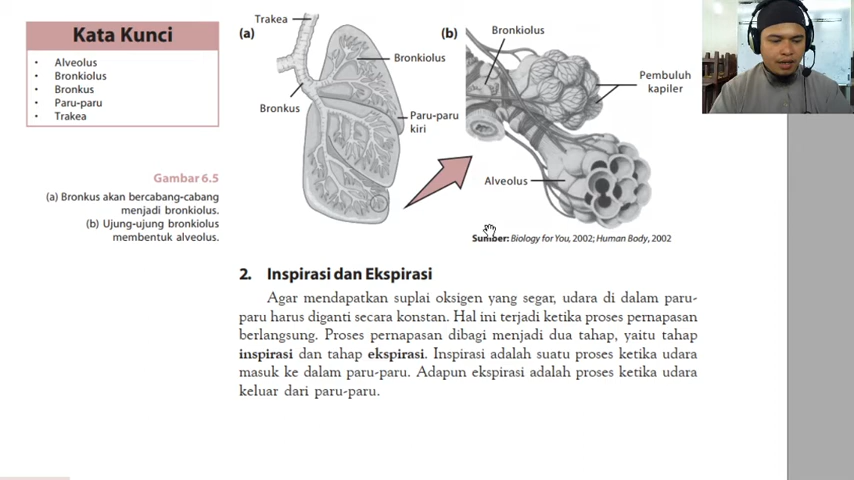 Kata Kunci
• Alveolus
• Bronkiolus
• Bronkus
• Paru-paru
• Trakea
Gambar 6.5
(a) Bronkus akan bercabang-cabang
menjadi bronkiolus.
(b) Ujung-ujung bronkiolus
membentuk alveolus.
(a)
Trakea
Bronkiolus
Bronkus
Paru-paru
kiri
(b)
Bronkiolus
Pembuluh
kapiler
Alveolus
Sumber: Biology for You, 2002; Human Body, 2002
2. Inspirasi dan Ekspirasi
Agar mendapatkan suplai oksigen yang segar, udara di dalam paru-
paru harus diganti secara konstan. Hal ini terjadi ketika proses pernapasan
berlangsung. Proses pernapasan dibagi menjadi dua tahap, yaitu tahap
inspirasi dan tahap ekspirasi. Inspirasi adalah suatu proses ketika udara
masuk ke dalam paru-paru. Adapun ekspirasi adalah proses ketika udara
keluar dari paru-paru.